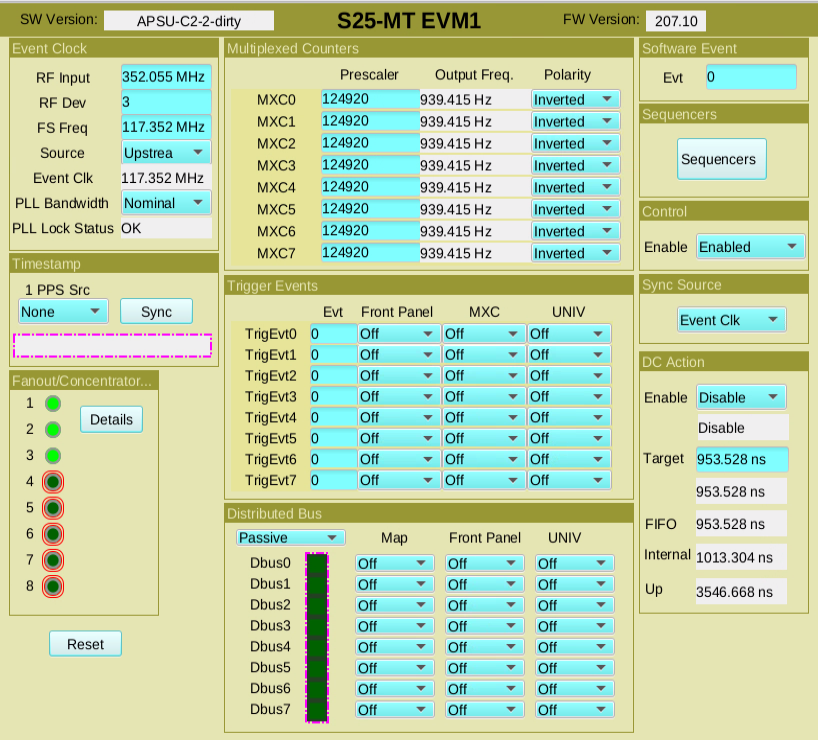 SW Version: APSU-C2-2-dirty S25-MT EVM1 FW Version: 207.10
Event Clock
RF Input 352.055 MHz
RF Dev 3
FS Freq 117.352 MHz
Source Upstrea
Event Clk 117.352 MHz
PLL Bandwidth Nominal
PLL Lock Status OK
Timestamp
1 PPS Src
None Sync
Fanout/Concentrator...
1
Details
2
3
4
5
6
7
8
Reset
Multiplexed Counters
Prescaler Output Freq. Polarity
MXC0 124920 939.415 Hz Inverted
MXC1 124920 939.415 Hz Inverted
MXC2 124920 939.415 Hz Inverted
MXC3 124920 939.415 Hz Inverted
MXC4 124920 939.415 Hz Inverted
MXC5 124920 939.415 Hz Inverted
MXC6 124920 939.415 Hz Inverted
MXC7 124920 939.415 Hz Inverted
Trigger Events
Evt Front Panel MXC UNIV
TrigEvt0 0 Off Off Off
TrigEvt1 0 Off Off Off
TrigEvt2 0 Off Off Off
TrigEvt3 0 Off Off Off
TrigEvt4 0 Off Off Off
TrigEvt5 0 Off Off Off
TrigEvt6 0 Off Off Off
TrigEvt7 0 Off Off Off
Distributed Bus
Passive Map Front Panel UNIV
Dbus0 Off Off Off
Dbus1 Off Off Off
Dbus2 Off Off Off
Dbus3 Off Off Off
Dbus4 Off Off Off
Dbus5 Off Off Off
Dbus6 Off Off Off
Dbus7 Off Off Off
Software Event
Evt 0
Sequencers
Sequencers
Control
Enable Enabled
Sync Source
Event Clk
DC Action
Enable Disable
Disable
Target 953.528 ns
953.528 ns
FIFO 953.528 ns
Internal 1013.304 ns
Up 3546.668 ns